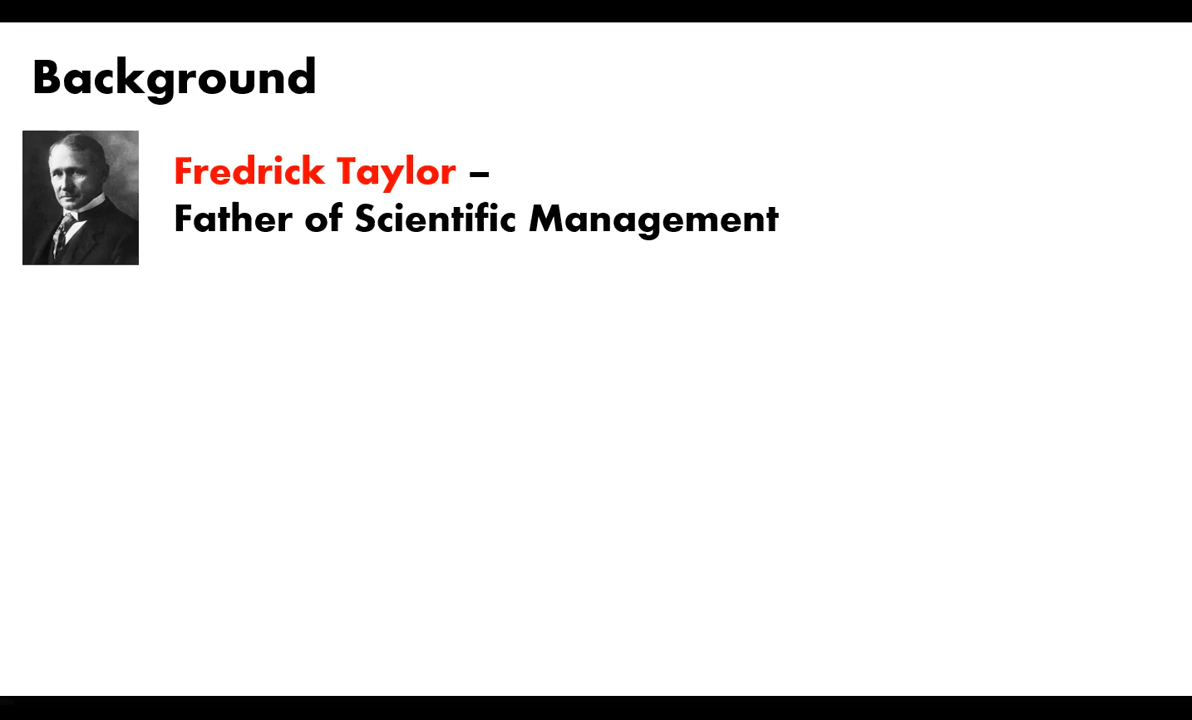 Background
Fredrick Taylor –
Father of Scientific Management